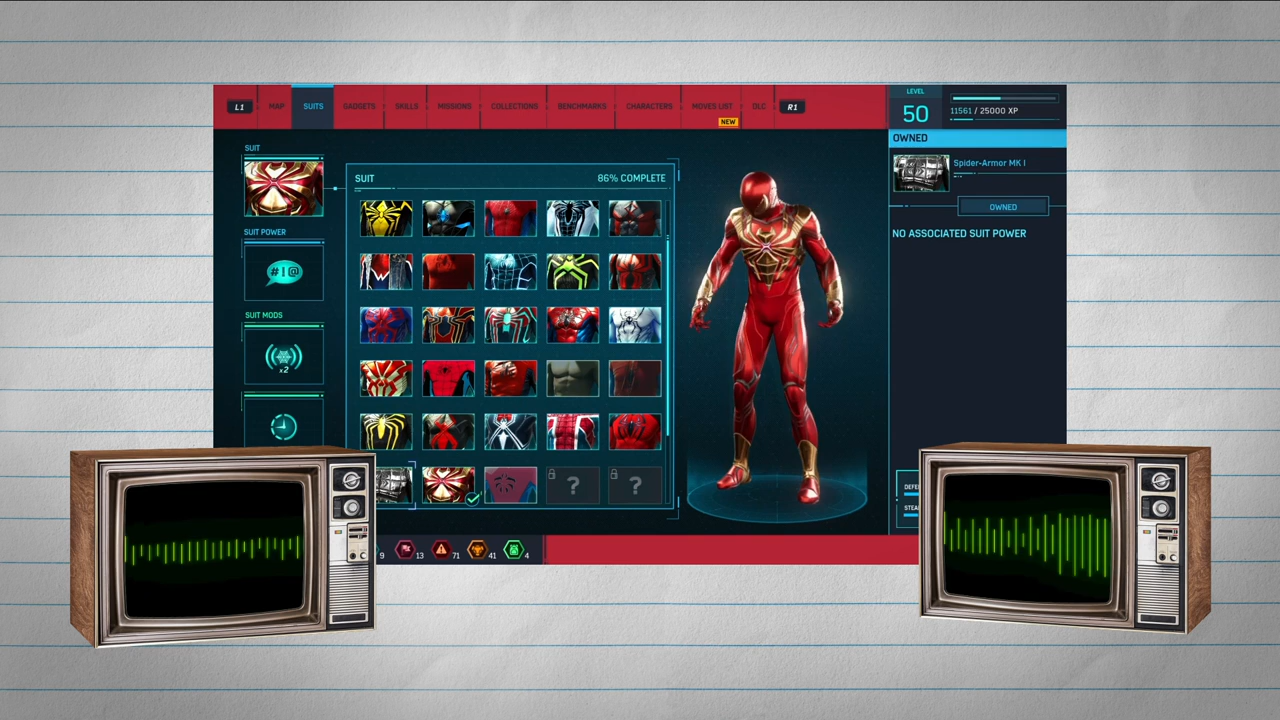 L1 MAP SUITS GADGETS SKILLS MISSIONS COLLECTIONS BENCHMARKS CHARACTERS MOVES LIST DLC R1
NEW
LEVEL
50
11561 / 25000 XP
OWNED
Spider-Armor MK I
OWNED
NO ASSOCIATED SUIT POWER
SUIT
SUIT POWER
#!@
SUIT MODS
x2
SUIT 86% COMPLETE
?
?
9 13 71 41 4